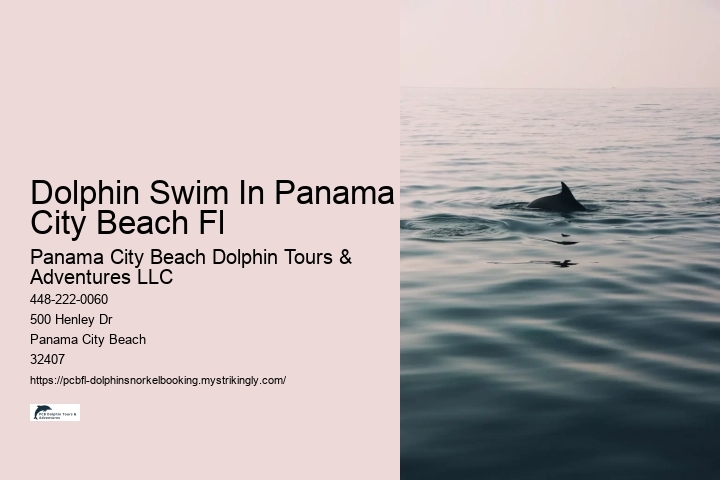 Dolphin Swim In Panama
City Beach Fl
Panama City Beach Dolphin Tours &
Adventures LLC
448-222-0060
500 Henley Dr
Panama City Beach
32407
https://pcbfl-dolphinsnorkelbooking.mystrikingly.com/
PCB Dolphin Tours &
Adventures